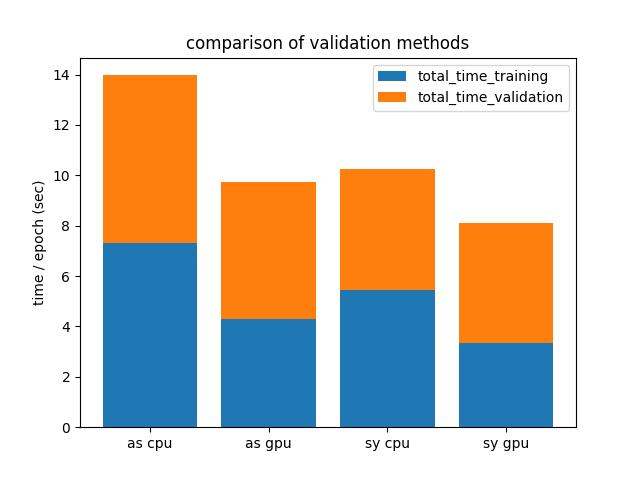 comparison of validation methods
total_time_training
total_time_validation
time / epoch (sec)
14
12
10
8
6
4
2
0
as cpu
as gpu
sy cpu
sy gpu